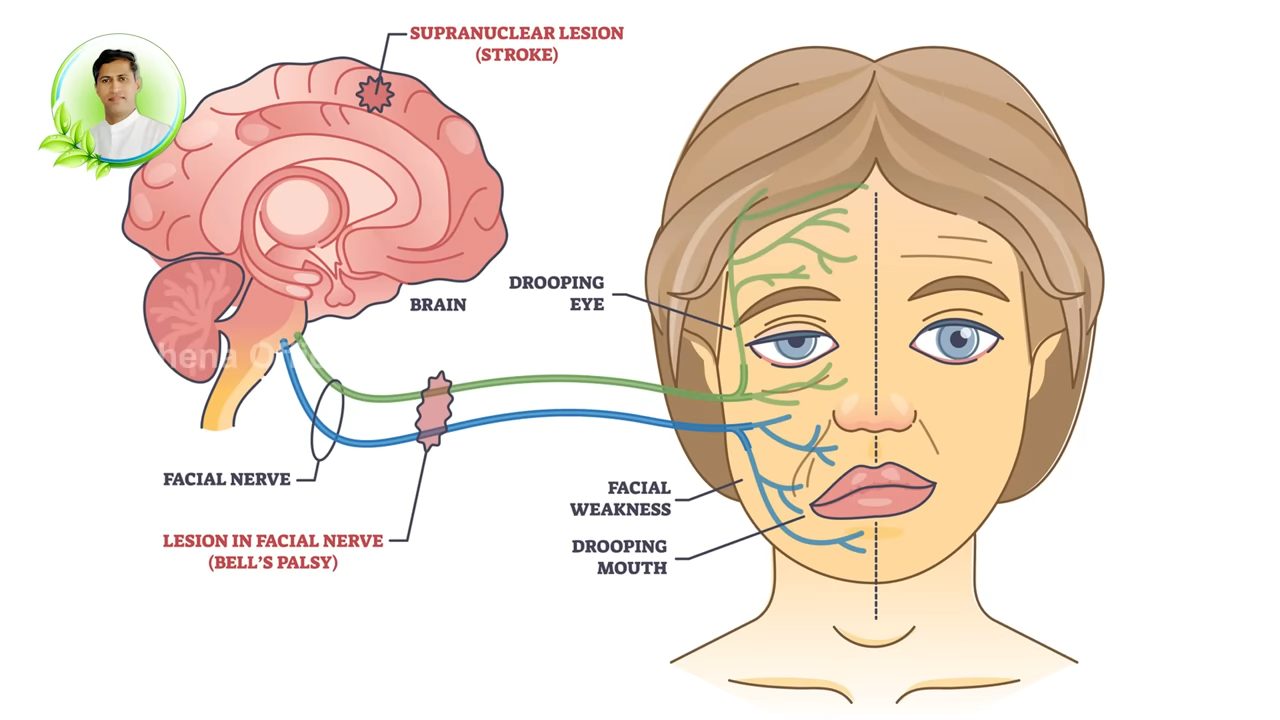 SUPRANUCLEAR LESION
(STROKE)
DROOPING
EYE
BRAIN
FACIAL NERVE
LESION IN FACIAL NERVE
(BELL'S PALSY)
FACIAL
WEAKNESS
DROOPING
MOUTH